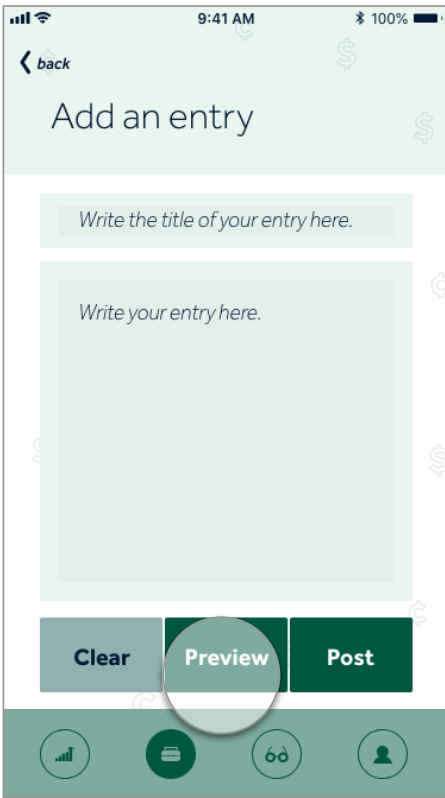 9:41 AM
100%
back
Add an entry
Write the title of your entry here.
Write your entry here.
Clear
Preview
Post